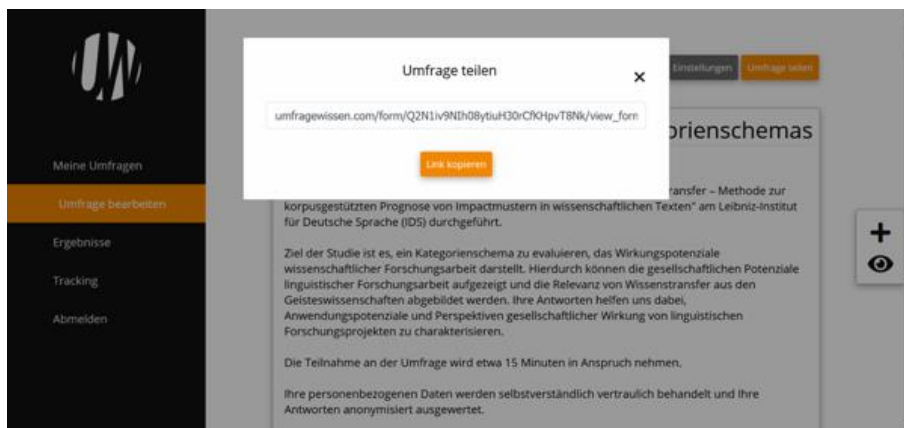 Umfrage teilen
×
umfragewissen.com/form/Q2N1iv9NIh08ytiuH30rCfKHpvT8Nk/view_form
Link kopieren
Einstellungen
Umfrage teilen
Meine Umfragen
Umfrage bearbeiten
Ergebnisse
Tracking
Abmelden
orienschemas
ransfer – Methode zur
korpusgestützten Prognose von Impactmustern in wissenschaftlichen Texten" am Leibniz-Institut
für Deutsche Sprache (IDS) durchgeführt.
Ziel der Studie ist es, ein Kategorienschema zu evaluieren, das Wirkungspotenziale
wissenschaftlicher Forschungsarbeit darstellt. Hierdurch können die gesellschaftlichen Potenziale
linguistischer Forschungsarbeit aufgezeigt und die Relevanz von Wissenstransfer aus den
Geisteswissenschaften abgebildet werden. Ihre Antworten helfen uns dabei,
Anwendungspotenziale und Perspektiven gesellschaftlicher Wirkung von linguistischen
Forschungsprojekten zu charakterisieren.
Die Teilnahme an der Umfrage wird etwa 15 Minuten in Anspruch nehmen.
Ihre personenbezogenen Daten werden selbstverständlich vertraulich behandelt und Ihre
Antworten anonymisiert ausgewertet.